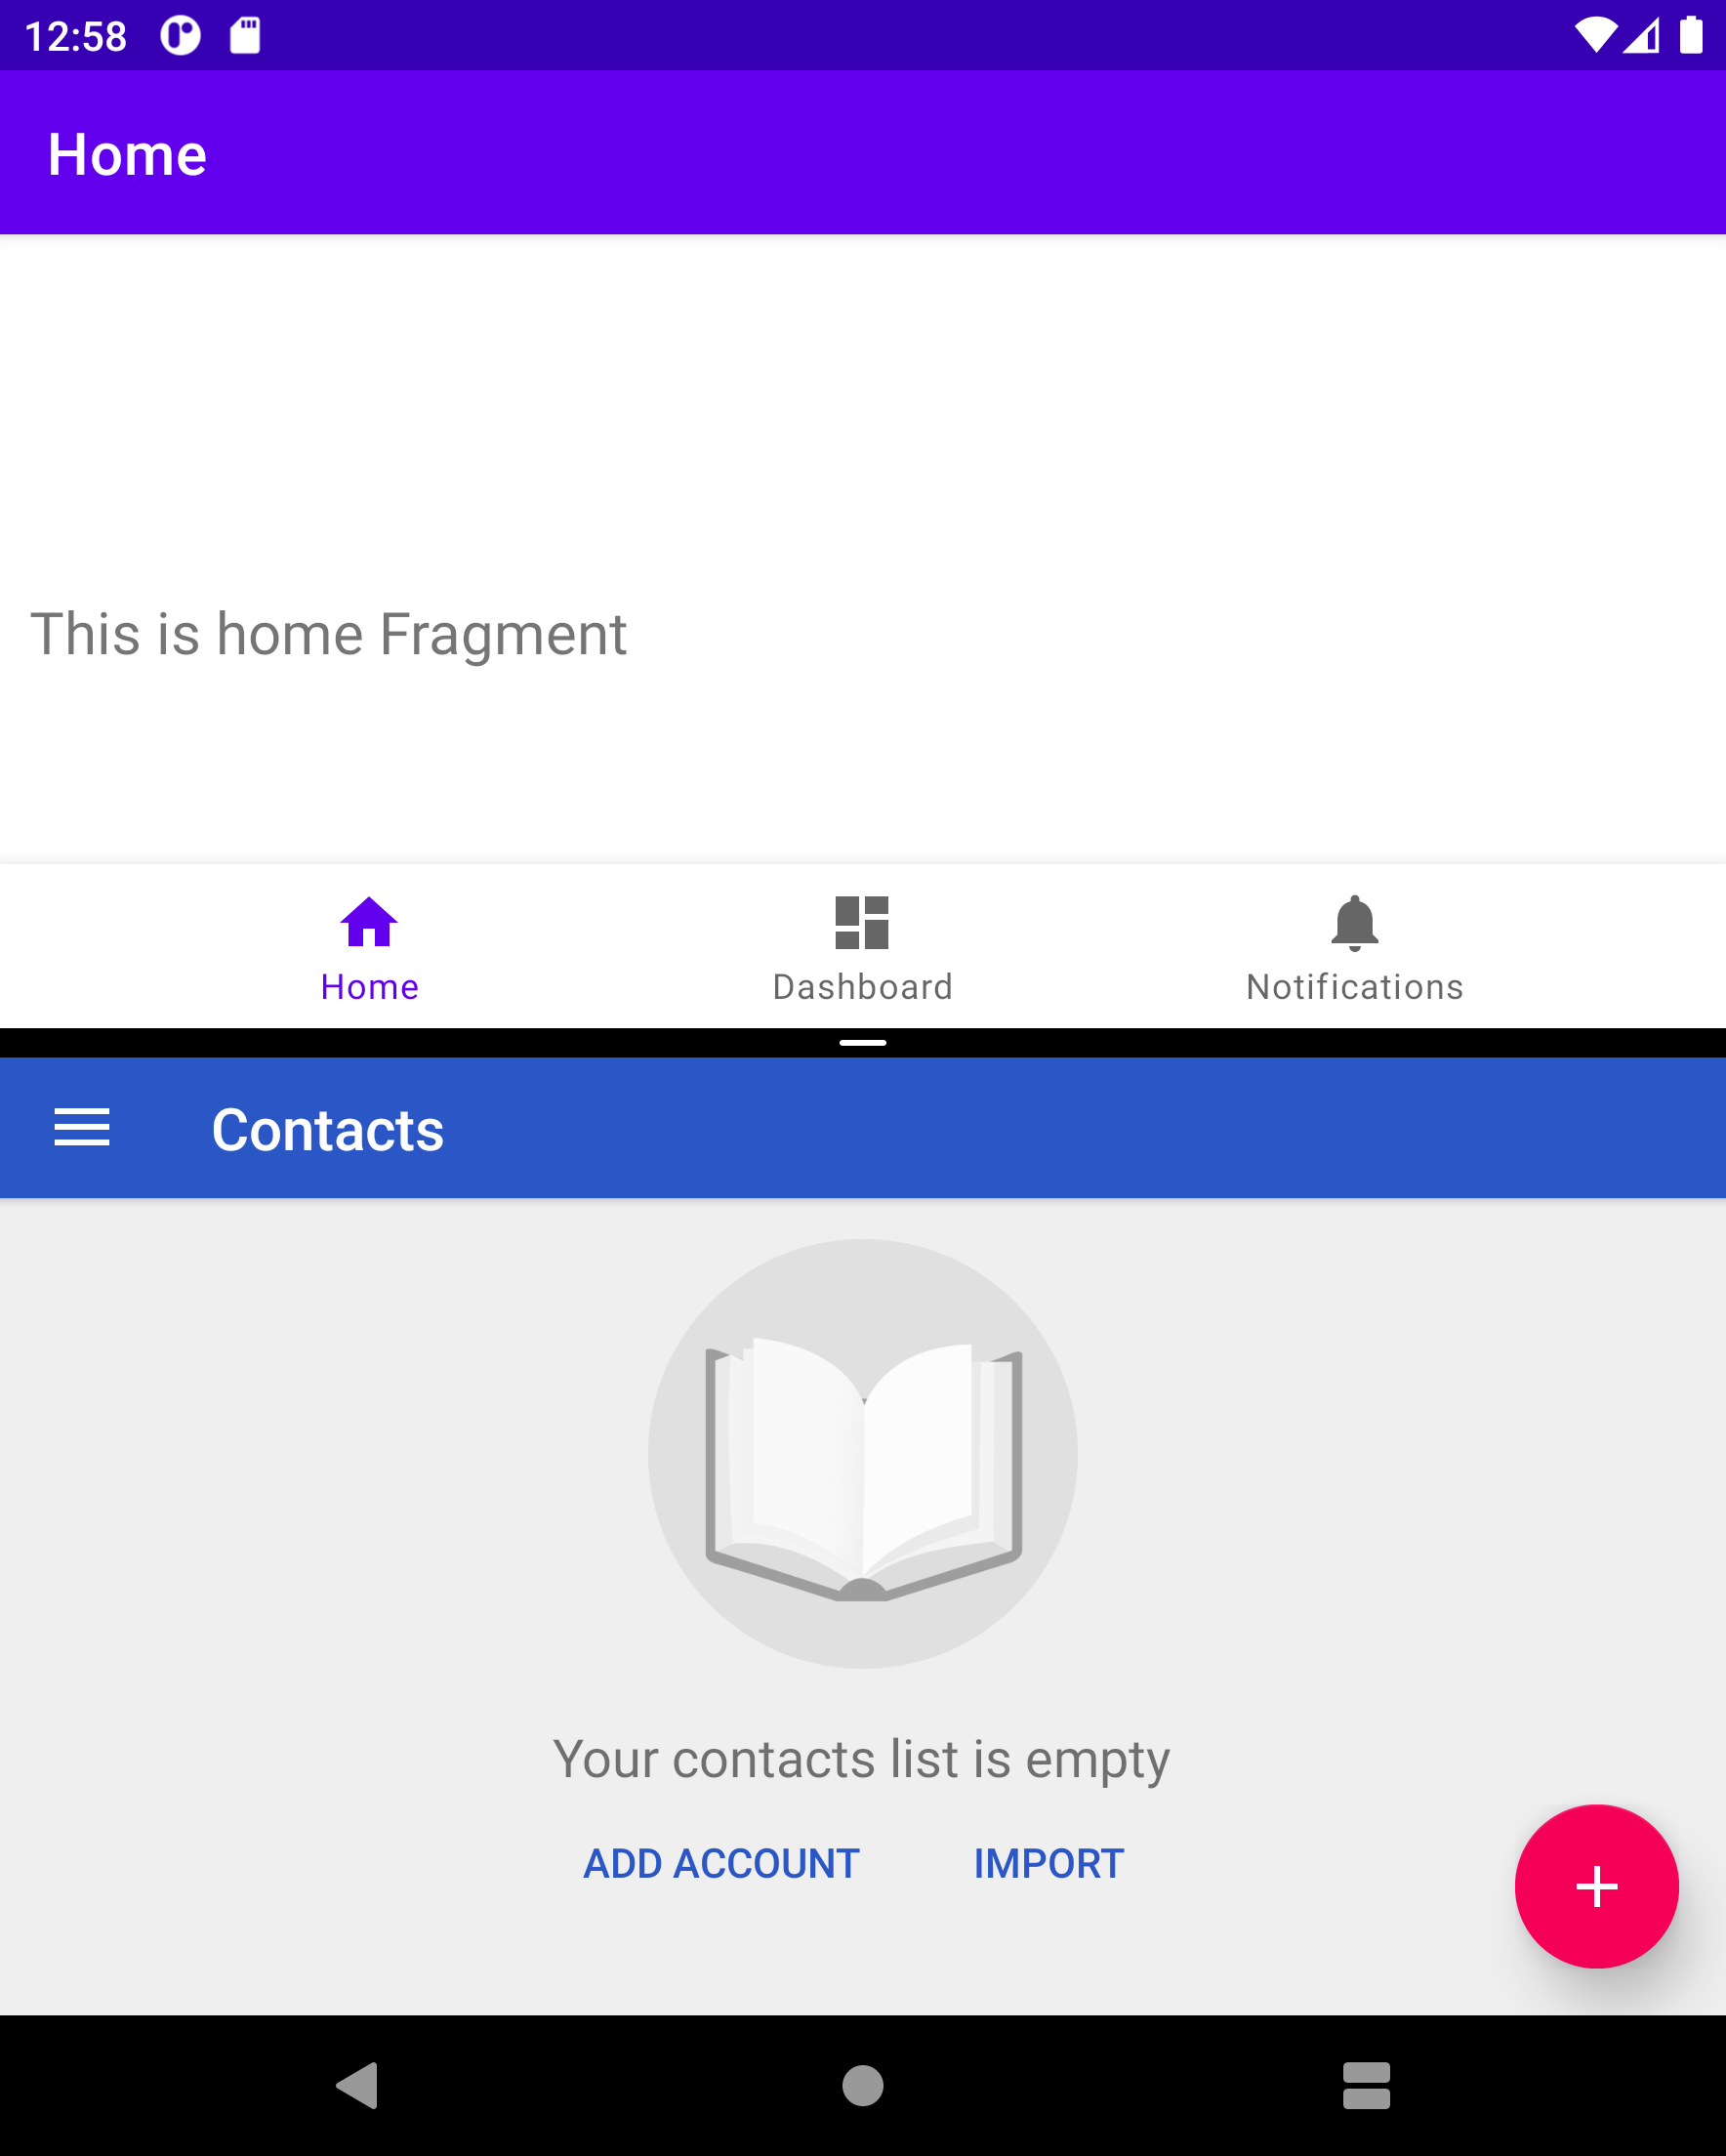 12:58
Home
This is home Fragment
Home Dashboard Notifications
Contacts
Your contacts list is empty
ADD ACCOUNT IMPORT